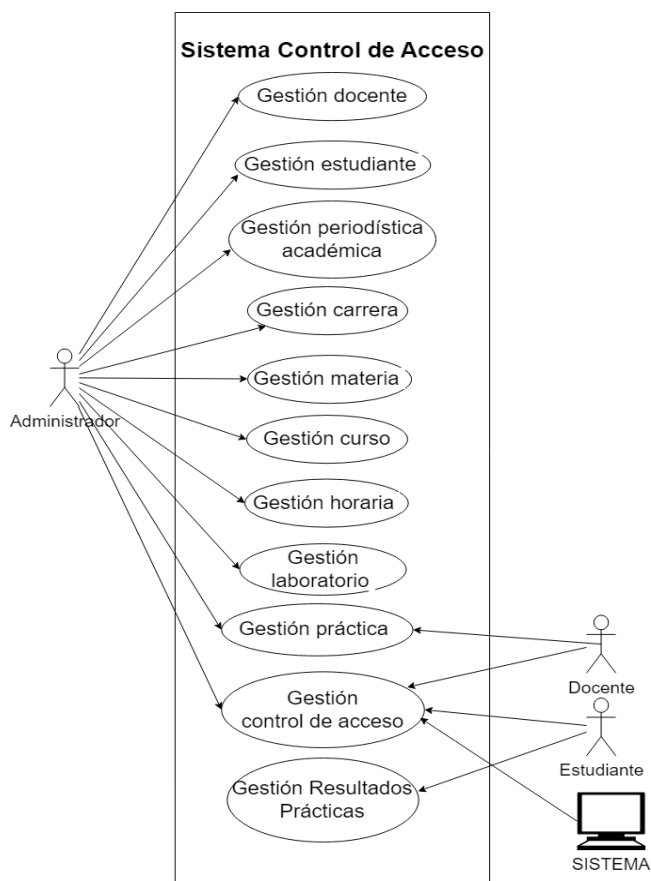 Sistema Control de Acceso
Gestión docente
Gestión estudiante
Gestión periodística
académica
Gestión carrera
Gestión materia
Administrador
Gestión curso
Gestión horaria
Gestión
laboratorio
Gestión práctica
Docente
Gestión
control de acceso
Estudiante
Gestión Resultados
Prácticas
SISTEMA